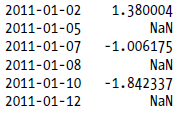 2011-01-02 1.380004
2011-01-05 NaN
2011-01-07 -1.006175
2011-01-08 NaN
2011-01-10 -1.842337
2011-01-12 NaN